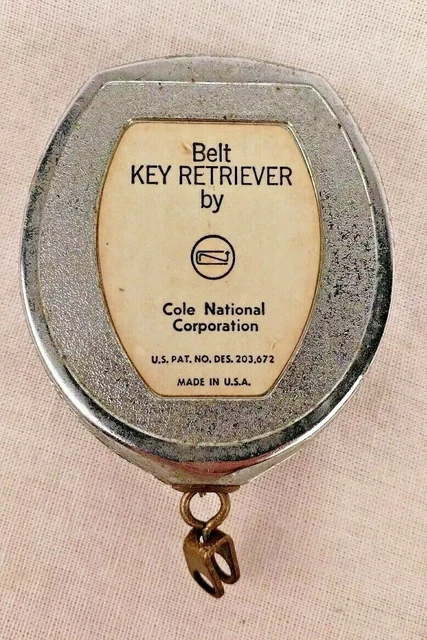 Belt
KEY RETRIEVER
by
Cole National
Corporation
U.S. PAT. NO. DES. 203,672
MADE IN U.S.A.